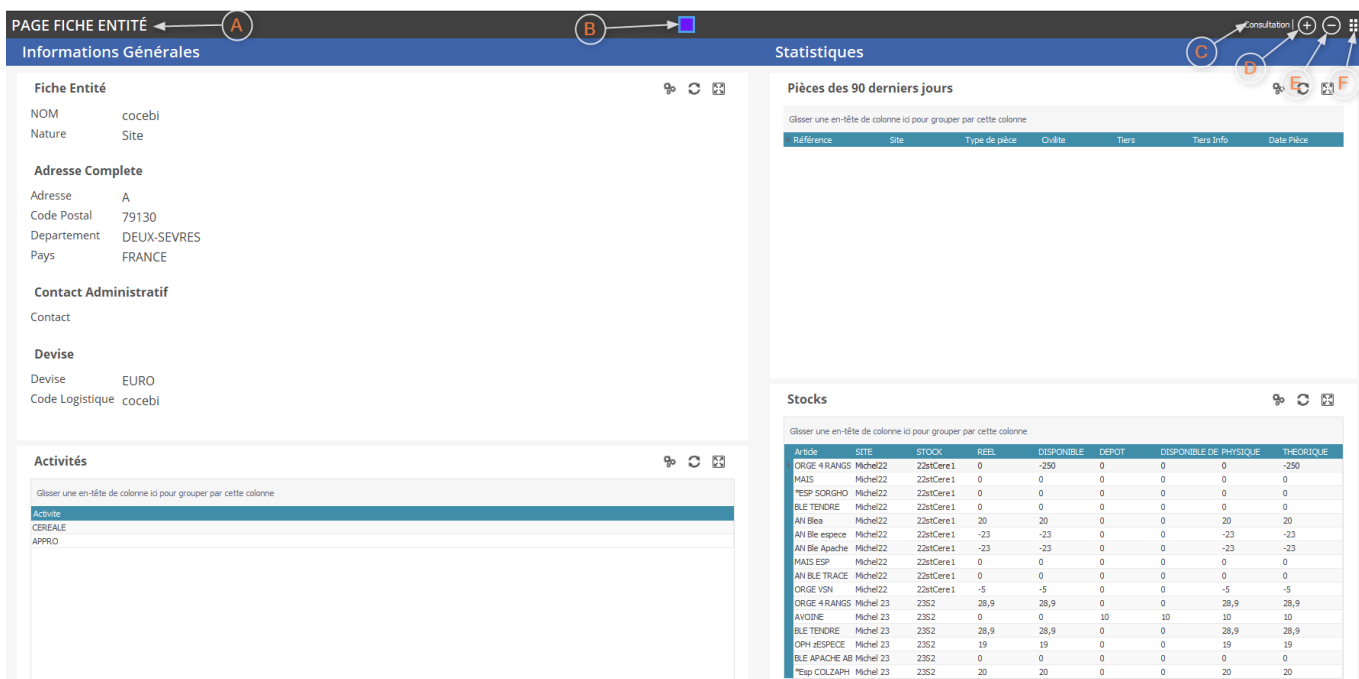 PAGE FICHE ENTITÉ A B Consultation |
Informations Générales Statistiques C D E F
Fiche Entité
NOM cocebi
Nature Site
Adresse Complete
Adresse A
Code Postal 79130
Departement DEUX-SEVRES
Pays FRANCE
Contact Administratif
Contact
Devise
Devise EURO
Code Logistique cocebi
Activités
Glisser une en-tête de colonne ici pour grouper par cette colonne
Activite
CEREALE
APPRO
Pièces des 90 derniers jours
Glisser une en-tête de colonne ici pour grouper par cette colonne
Référence Site Type de pièce Civilite Tiers Tiers Info Date Pièce
Stocks
Glisser une en-tête de colonne ici pour grouper par cette colonne
Article SITE STOCK REEL DISPONIBLE DEPOT DISPONIBLE DE PHYSIQUE THEORIQUE
ORGE 4 RANGS Michel22 22stCere1 0 -250 0 0 0 -250
MAIS Michel22 22stCere1 0 0 0 0 0 0
*ESP SORGHO Michel22 22stCere1 0 0 0 0 0 0
BLE TENDRE Michel22 22stCere1 0 0 0 0 0 0
AN Blea Michel22 22stCere1 20 20 0 0 20 20
AN Ble espece Michel22 22stCere1 -23 -23 0 0 -23 -23
AN Ble Apache Michel22 22stCere1 -23 -23 0 0 -23 -23
MAIS ESP Michel22 22stCere1 0 0 0 0 0 0
AN BLE TRACE Michel22 22stCere1 0 0 0 0 0 0
ORGE VSN Michel22 22stCere1 -5 -5 0 0 -5 -5
ORGE 4 RANGS Michel 23 23S2 28,9 28,9 0 0 28,9 28,9
AVOINE Michel 23 23S2 0 0 10 10 10 10
BLE TENDRE Michel 23 23S2 28,9 28,9 0 0 28,9 28,9
OPH zESPECE Michel 23 23S2 19 19 0 0 19 19
BLE APACHE AB Michel 23 23S2 0 0 0 0 0 0
*Esp COLZAPH Michel 23 23S2 20 20 0 0 20 20